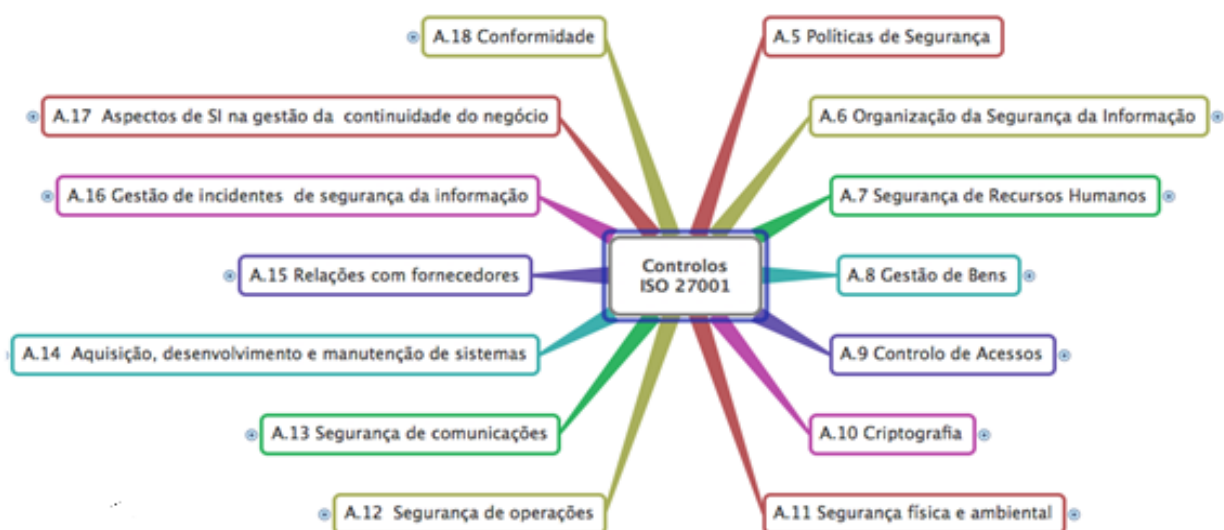 A.18 Conformidade
A.5 Políticas de Segurança
A.17 Aspectos de SI na gestão da continuidade do negócio
A.6 Organização da Segurança da Informação
A.16 Gestão de incidentes de segurança da informação
A.7 Segurança de Recursos Humanos
Controlos
ISO 27001
A.15 Relações com fornecedores
A.8 Gestão de Bens
A.14 Aquisição, desenvolvimento e manutenção de sistemas
A.9 Controlo de Acessos
A.13 Segurança de comunicações
A.10 Criptografia
A.12 Segurança de operações
A.11 Segurança física e ambiental